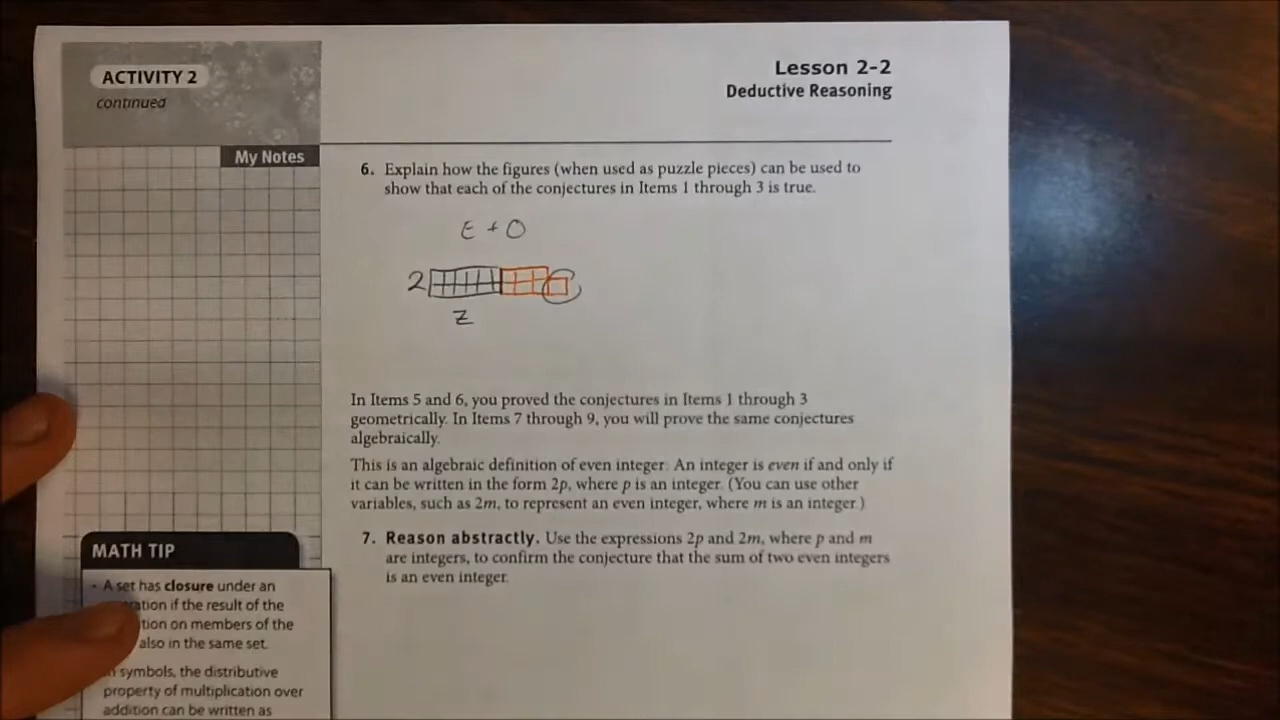 ACTIVITY 2
continued
Lesson 2-2
Deductive Reasoning
My Notes
6. Explain how the figures (when used as puzzle pieces) can be used to
show that each of the conjectures in Items 1 through 3 is true.
E + O
2
Z
In Items 5 and 6, you proved the conjectures in Items 1 through 3
geometrically. In Items 7 through 9, you will prove the same conjectures
algebraically.
This is an algebraic definition of even integer. An integer is even if and only if
it can be written in the form 2p, where p is an integer. (You can use other
variables, such as 2m, to represent an even integer, where m is an integer.)
7. Reason abstractly. Use the expressions 2p and 2m, where p and m
are integers, to confirm the conjecture that the sum of two even integers
is an even integer.
MATH TIP
- A set has closure under an
ration if the result of the
tion on members of the
also in the same set.
symbols, the distributive
property of multiplication over
addition can be written as